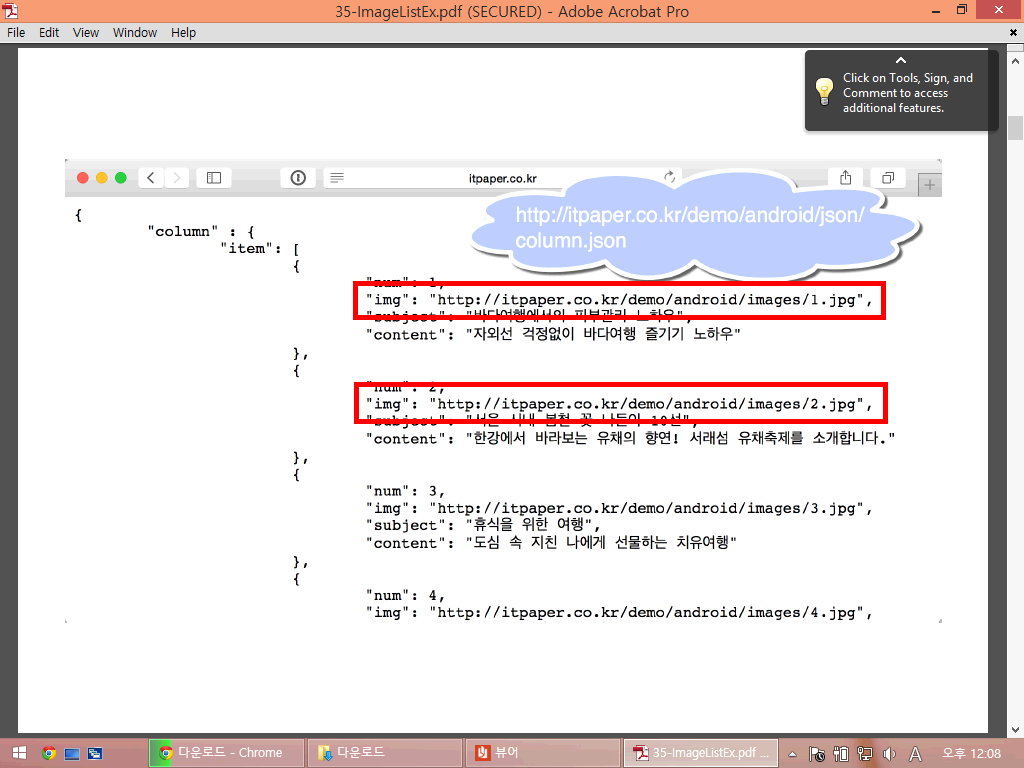 35-ImageListEx.pdf (SECURED) - Adobe Acrobat Pro
File Edit View Window Help
Click on Tools, Sign, and
Comment to access
additional features.
itpaper.co.kr
http://itpaper.co.kr/demo/android/json/
column.json
{
"column" : {
"item": [
{
"num": 1,
"img": "http://itpaper.co.kr/demo/android/images/1.jpg",
"subject": "바다여행에서의 피부관리 노하우",
"content": "자외선 걱정없이 바다여행 즐기기 노하우"
},
{
"num": 2,
"img": "http://itpaper.co.kr/demo/android/images/2.jpg",
"subject": "서울 시내 봄철 꽃 나들이 10선",
"content": "한강에서 바라보는 유채의 향연! 서래섬 유채축제를 소개합니다."
},
{
"num": 3,
"img": "http://itpaper.co.kr/demo/android/images/3.jpg",
"subject": "휴식을 위한 여행",
"content": "도심 속 지친 나에게 선물하는 치유여행"
},
{
"num": 4,
"img": "http://itpaper.co.kr/demo/android/images/4.jpg",
다운로드 - Chrome
다운로드
뷰어
35-ImageListEx.pdf ...
A
오후 12:08